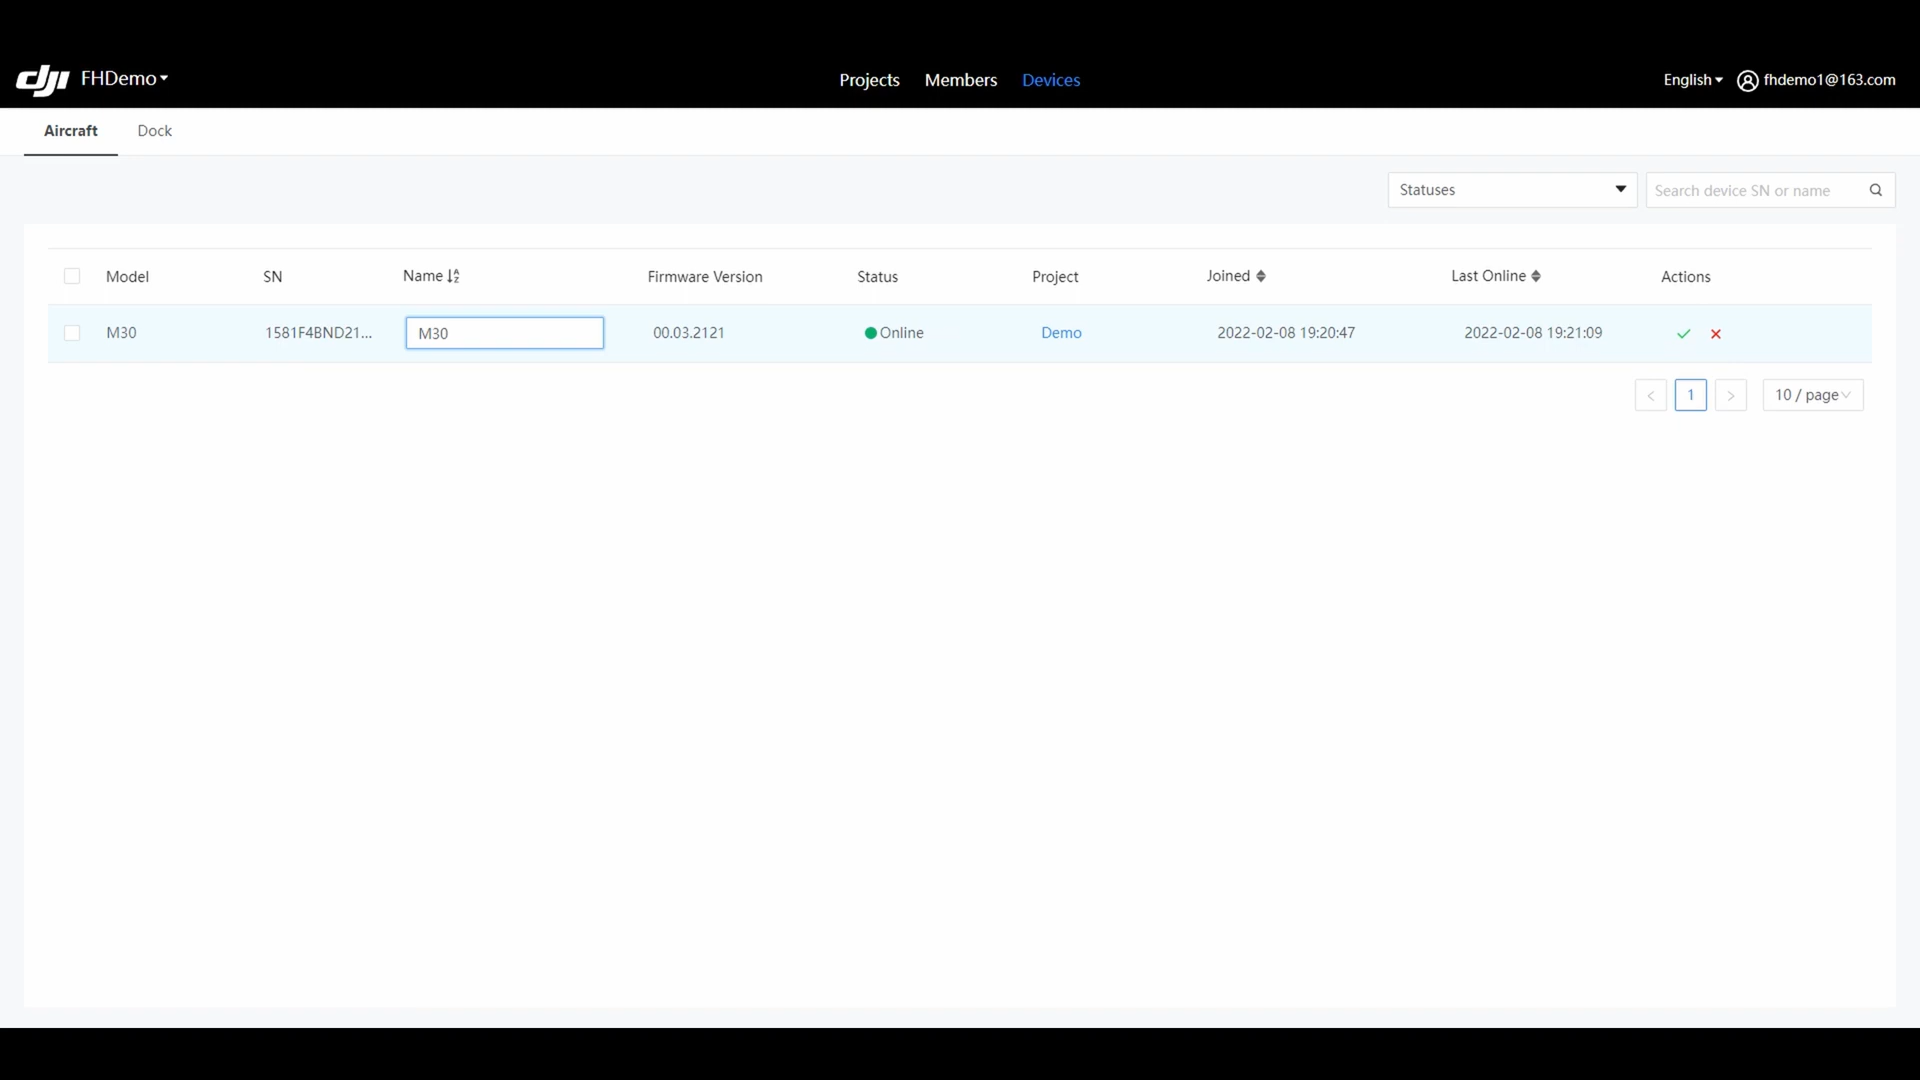 dji FHDemo Projects Members Devices English fhdemo1@163.com
Aircraft Dock
Statuses Search device SN or name
Model SN Name Firmware Version Status Project Joined Last Online Actions
M30 1581F4BND21... M30 00.03.2121 Online Demo 2022-02-08 19:20:47 2022-02-08 19:21:09
< 1 > 10 / page